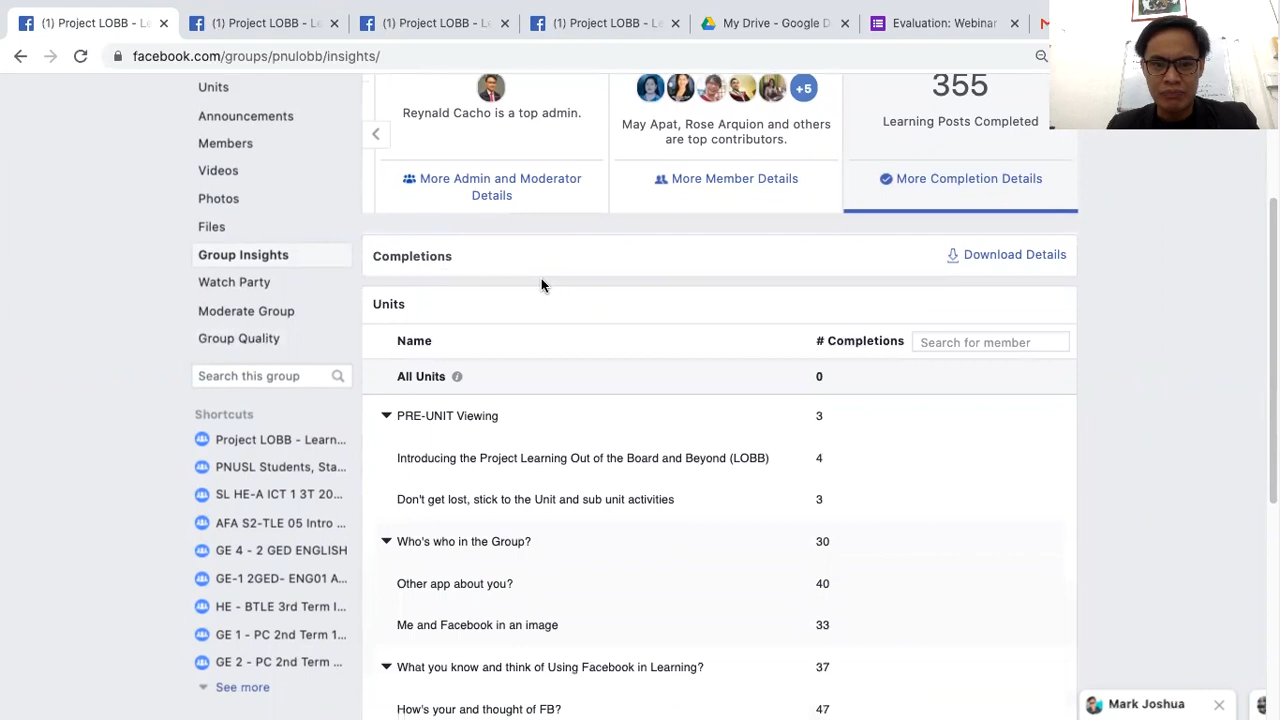 (1) Project LOBB - L
(1) Project LOBB - Le
(1) Project LOBB - Le
(1) Project LOBB - Le
My Drive - Google D
Evaluation: Webinar
facebook.com/groups/pnulobb/insights/
Units
Announcements
Members
Videos
Photos
Files
Group Insights
Watch Party
Moderate Group
Group Quality
Search this group
Shortcuts
Project LOBB - Learn...
PNUSL Students, Sta...
SL HE-A ICT 1 3T 20...
AFA S2-TLE 05 Intro ...
GE 4 - 2 GED ENGLISH
GE-1 2GED- ENG01 A...
HE - BTLE 3rd Term I...
GE 1 - PC 2nd Term 1...
GE 2 - PC 2nd Term ...
See more
Reynald Cacho is a top admin.
More Admin and Moderator
Details
+5
May Apat, Rose Arquion and others
are top contributors.
More Member Details
355
Learning Posts Completed
More Completion Details
Completions
Download Details
Units
Name
# Completions
Search for member
All Units
0
PRE-UNIT Viewing
3
Introducing the Project Learning Out of the Board and Beyond (LOBB)
4
Don't get lost, stick to the Unit and sub unit activities
3
Who's who in the Group?
30
Other app about you?
40
Me and Facebook in an image
33
What you know and think of Using Facebook in Learning?
37
How's your and thought of FB?
47
Mark Joshua